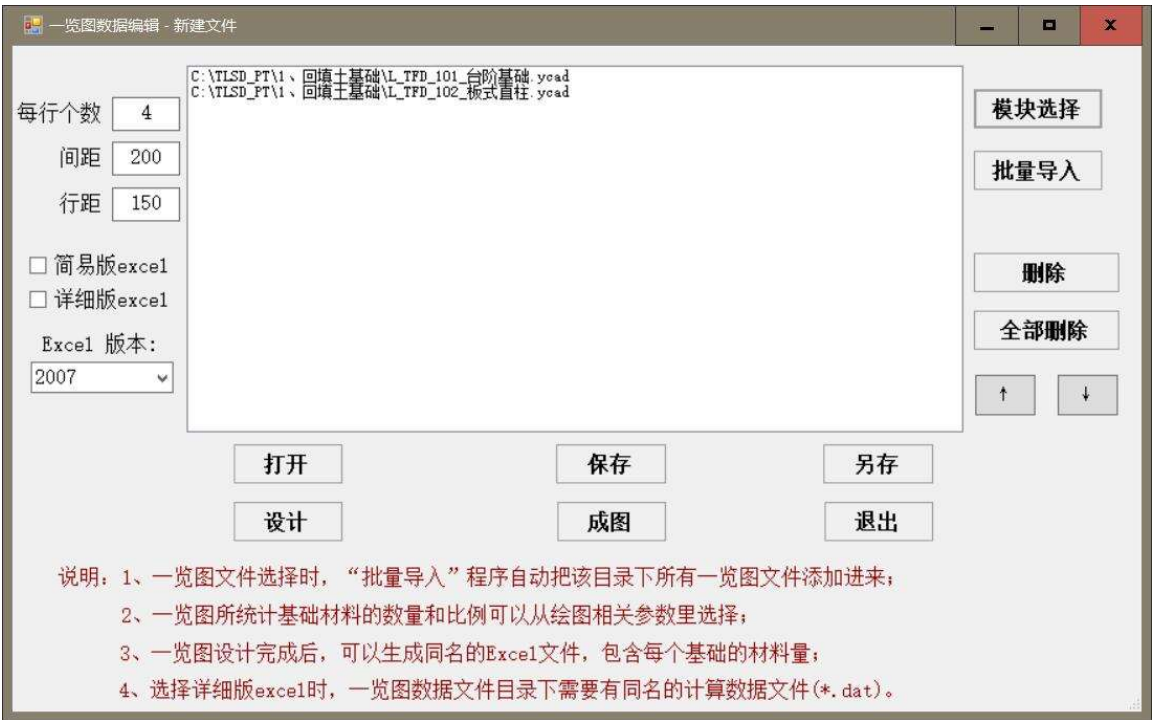 一览图数据编辑 - 新建文件
C:\TLSD_PT\1、回填土基础\L_TFD_101_台阶基础.ycad
C:\TLSD_PT\1、回填土基础\L_TFD_102_板式直柱.ycad
每行个数 4
间距 200
行距 150
简易版excel
详细版excel
Excel 版本:
2007
模块选择
批量导入
删除
全部删除
↑ ↓
打开 保存 另存
设计 成图 退出
说明: 1、一览图文件选择时，“批量导入”程序自动把该目录下所有一览图文件添加进来;
2、一览图所统计基础材料的数量和比例可以从绘图相关参数里选择;
3、一览图设计完成后，可以生成同名的Excel文件，包含每个基础的材料量;
4、选择详细版excel时，一览图数据文件目录下需要有同名的计算数据文件(*.dat)。